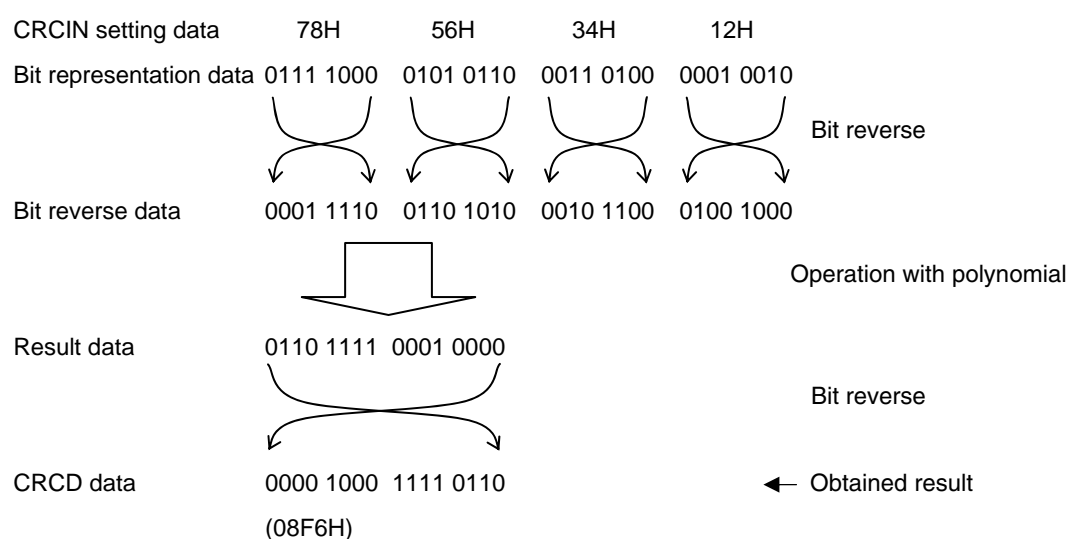 CRCIN setting data 78H 56H 34H 12H
Bit representation data 0111 1000 0101 0110 0011 0100 0001 0010
Bit reverse
Bit reverse data 0001 1110 0110 1010 0010 1100 0100 1000
Operation with polynomial
Result data 0110 1111 0001 0000
Bit reverse
CRCD data 0000 1000 1111 0110 Obtained result
(08F6H)